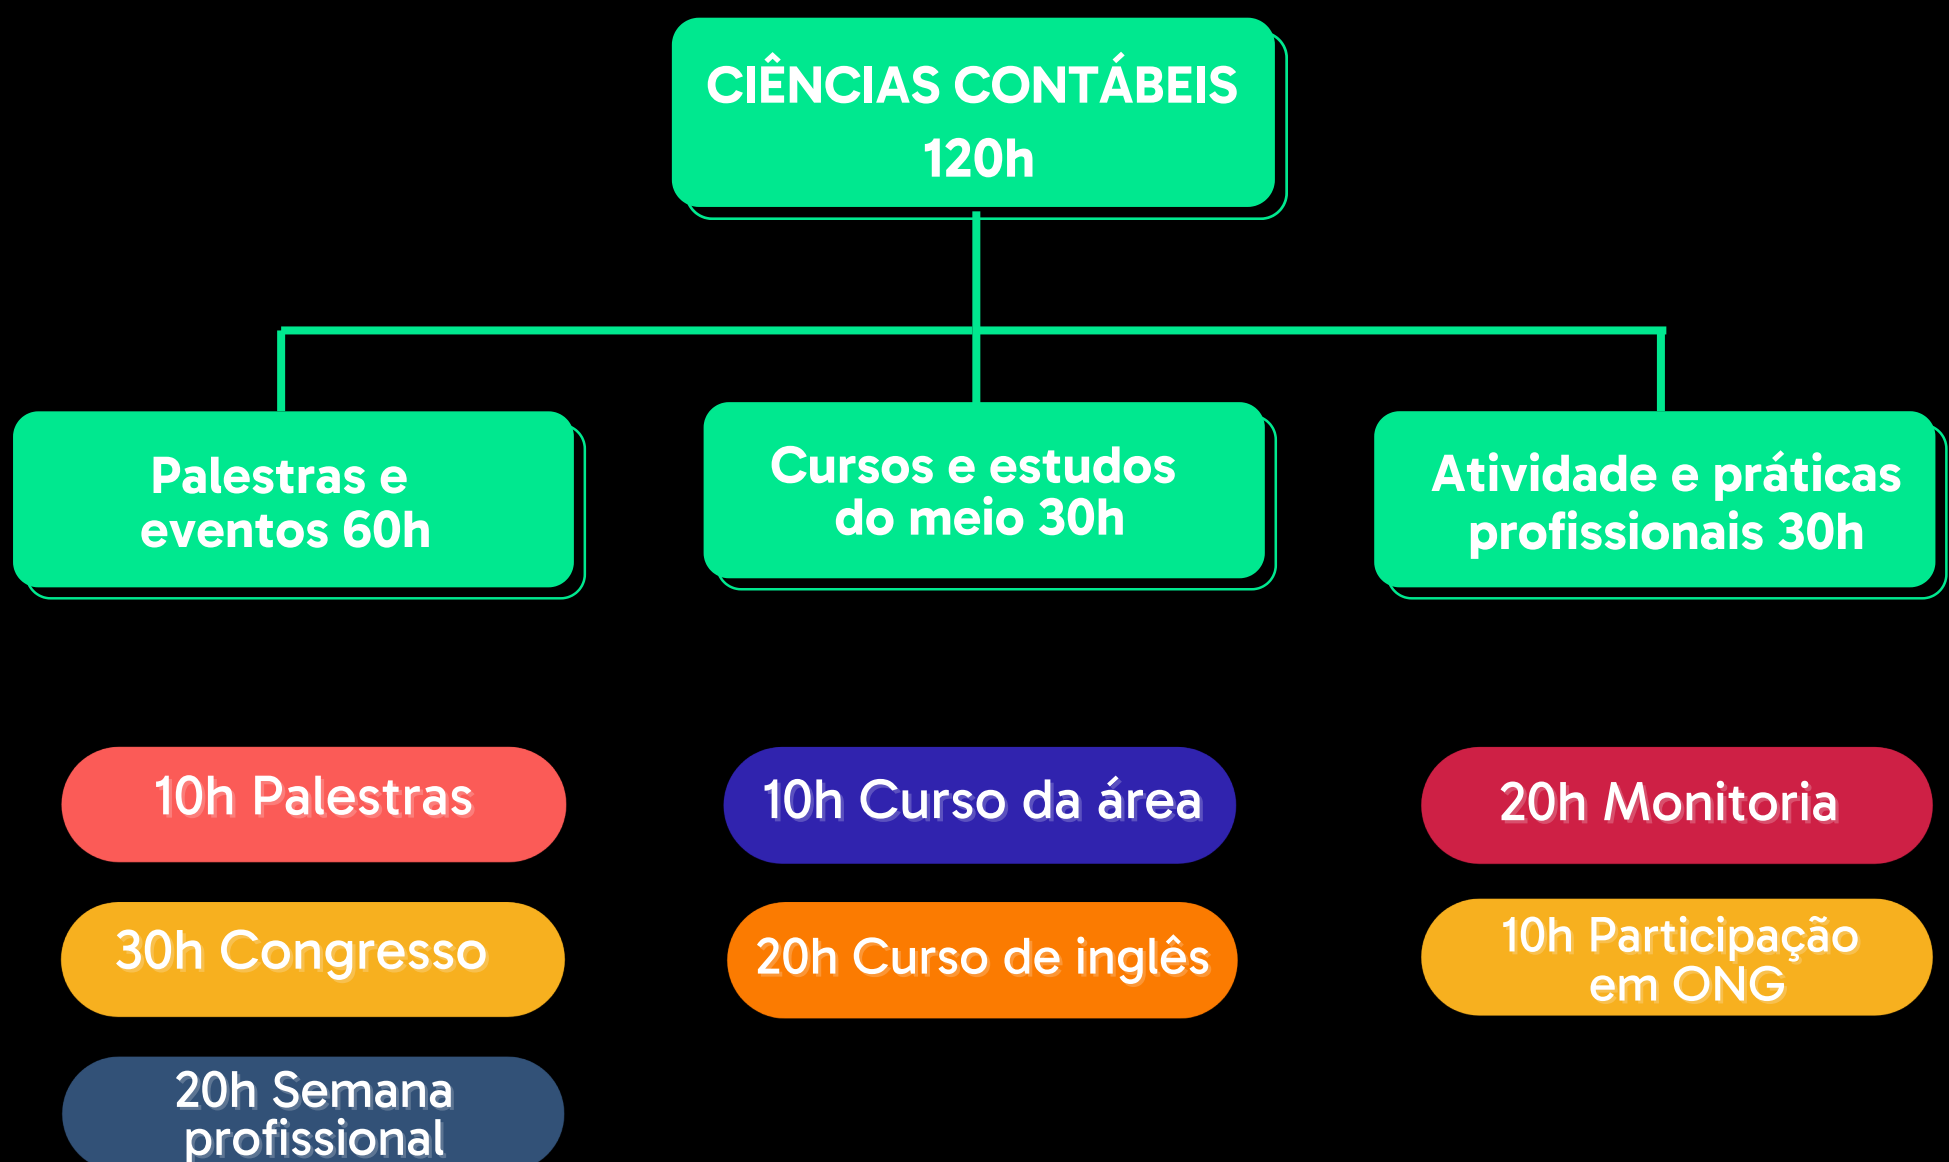 CIÊNCIAS CONTÁBEIS
120h
Palestras e
eventos 60h
Cursos e estudos
do meio 30h
Atividade e práticas
profissionais 30h
10h Palestras
30h Congresso
20h Semana
profissional
10h Curso da área
20h Curso de inglês
20h Monitoria
10h Participação
em ONG